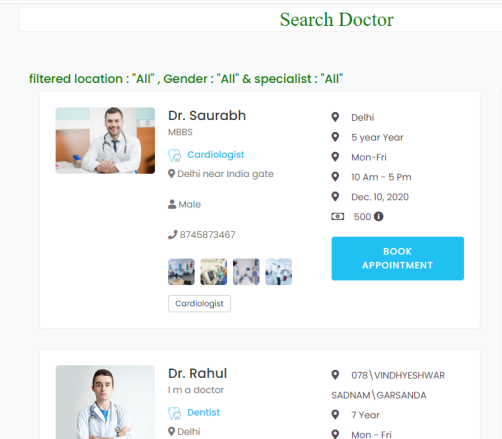 Search Doctor
filtered location : "All" , Gender : "All" & specialist : "All"
Dr. Saurabh
MBBS
Cardiologist
Delhi near India gate
Male
8745873467
Cardiologist
Delhi
5 year Year
Mon-Fri
10 Am - 5 Pm
Dec. 10, 2020
500
BOOK
APPOINTMENT
Dr. Rahul
I m a doctor
Dentist
Delhi
078\VINDHYESHWAR
SADNAM\GARSANDA
7 Year
Mon - Fri